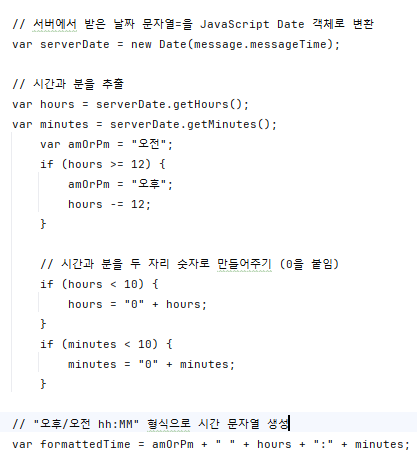 // 서버에서 받은 날짜 문자열=을 JavaScript Date 객체로 변환
var serverDate = new Date(message.messageTime);
// 시간과 분을 추출
var hours = serverDate.getHours();
var minutes = serverDate.getMinutes();
var amOrPm = "오전";
if (hours >= 12) {
amOrPm = "오후";
hours -= 12;
}
// 시간과 분을 두 자리 숫자로 만들어주기 (0을 붙임)
if (hours < 10) {
hours = "0" + hours;
}
if (minutes < 10) {
minutes = "0" + minutes;
}
// "오후/오전 hh:MM" 형식으로 시간 문자열 생성
var formattedTime = amOrPm + " " + hours + ":" + minutes;